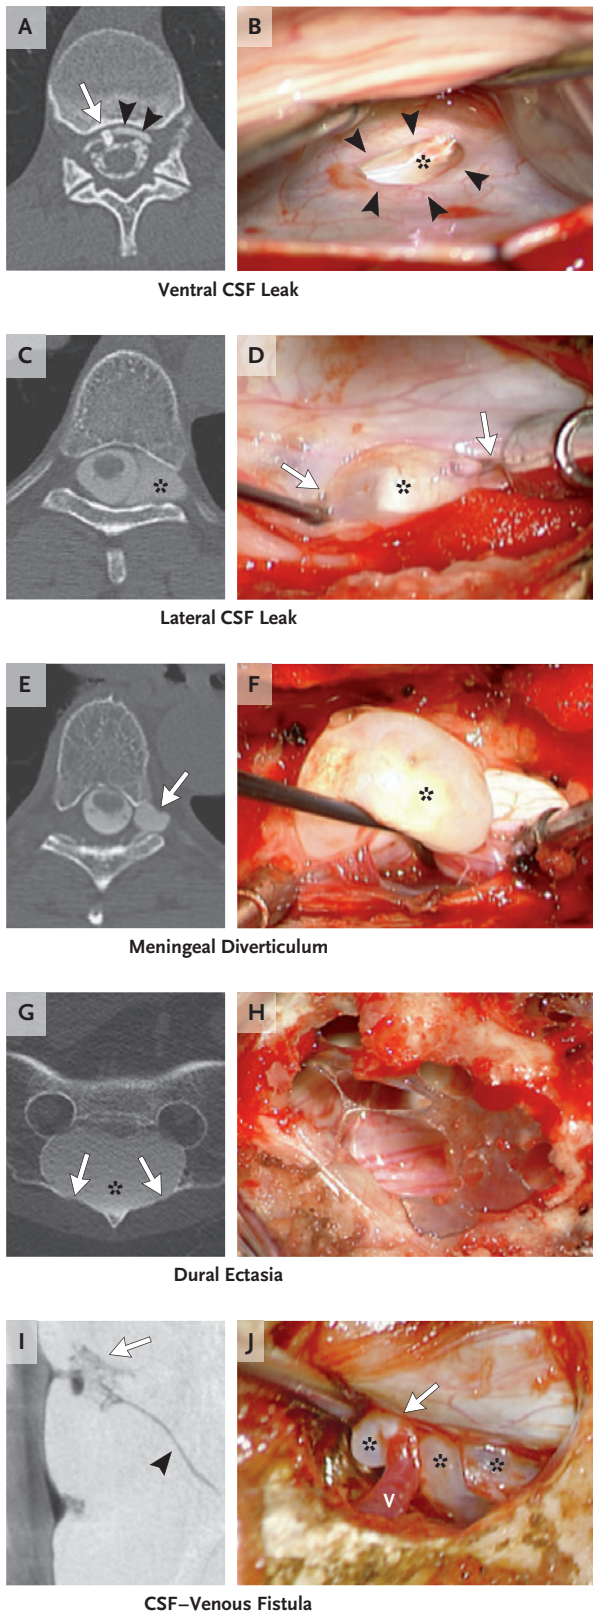 A
B
*
Ventral CSF Leak
C
D
*
*
Lateral CSF Leak
E
F
*
Meningeal Diverticulum
G
H
*
Dural Ectasia
I
J
*
*
*
V
CSF–Venous Fistula